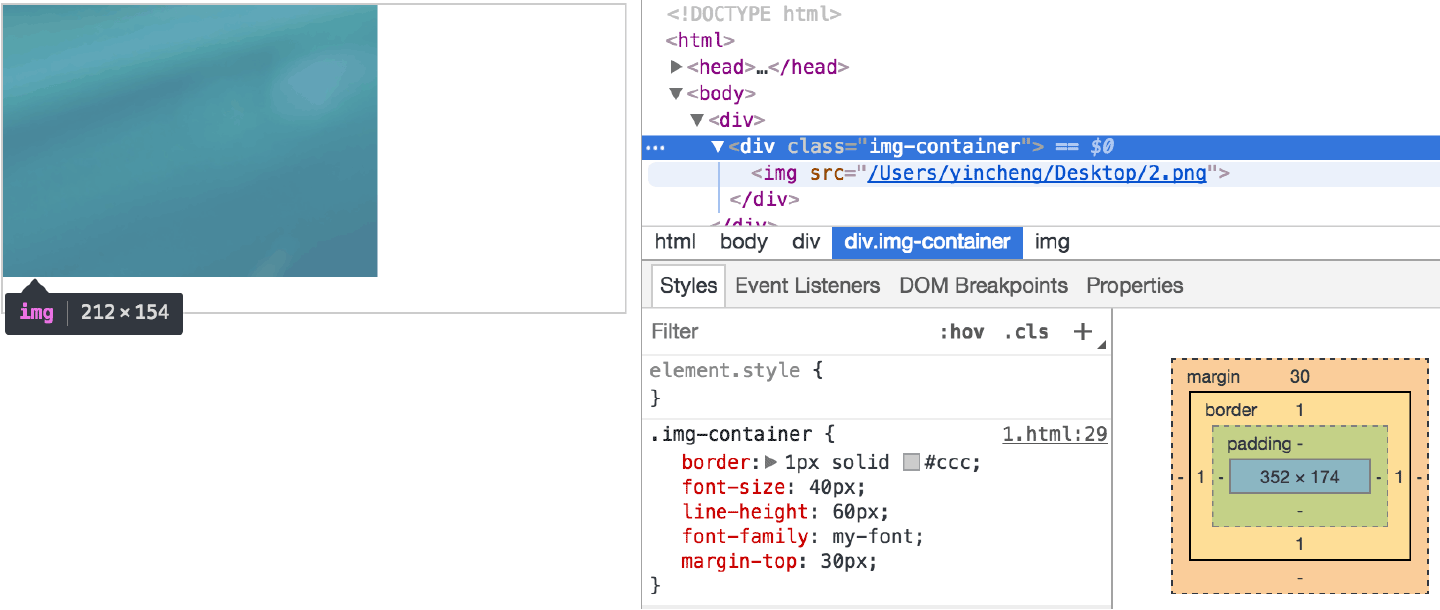 img 212 × 154
<!DOCTYPE html>
<html>
▶<head>…</head>
▼<body>
▼<div>
… ▼<div class="img-container"> == $0
<img src="/Users/yincheng/Desktop/2.png">
</div>
</div>
html body div div.img-container img
Styles Event Listeners DOM Breakpoints Properties
Filter :hov .cls +
element.style {
}
.img-container { 1.html:29
border:▶ 1px solid #ccc;
font-size: 40px;
line-height: 60px;
font-family: my-font;
margin-top: 30px;
}
margin 30
border 1
padding -
- 1 - 352 × 174 - 1 -
-
1
-